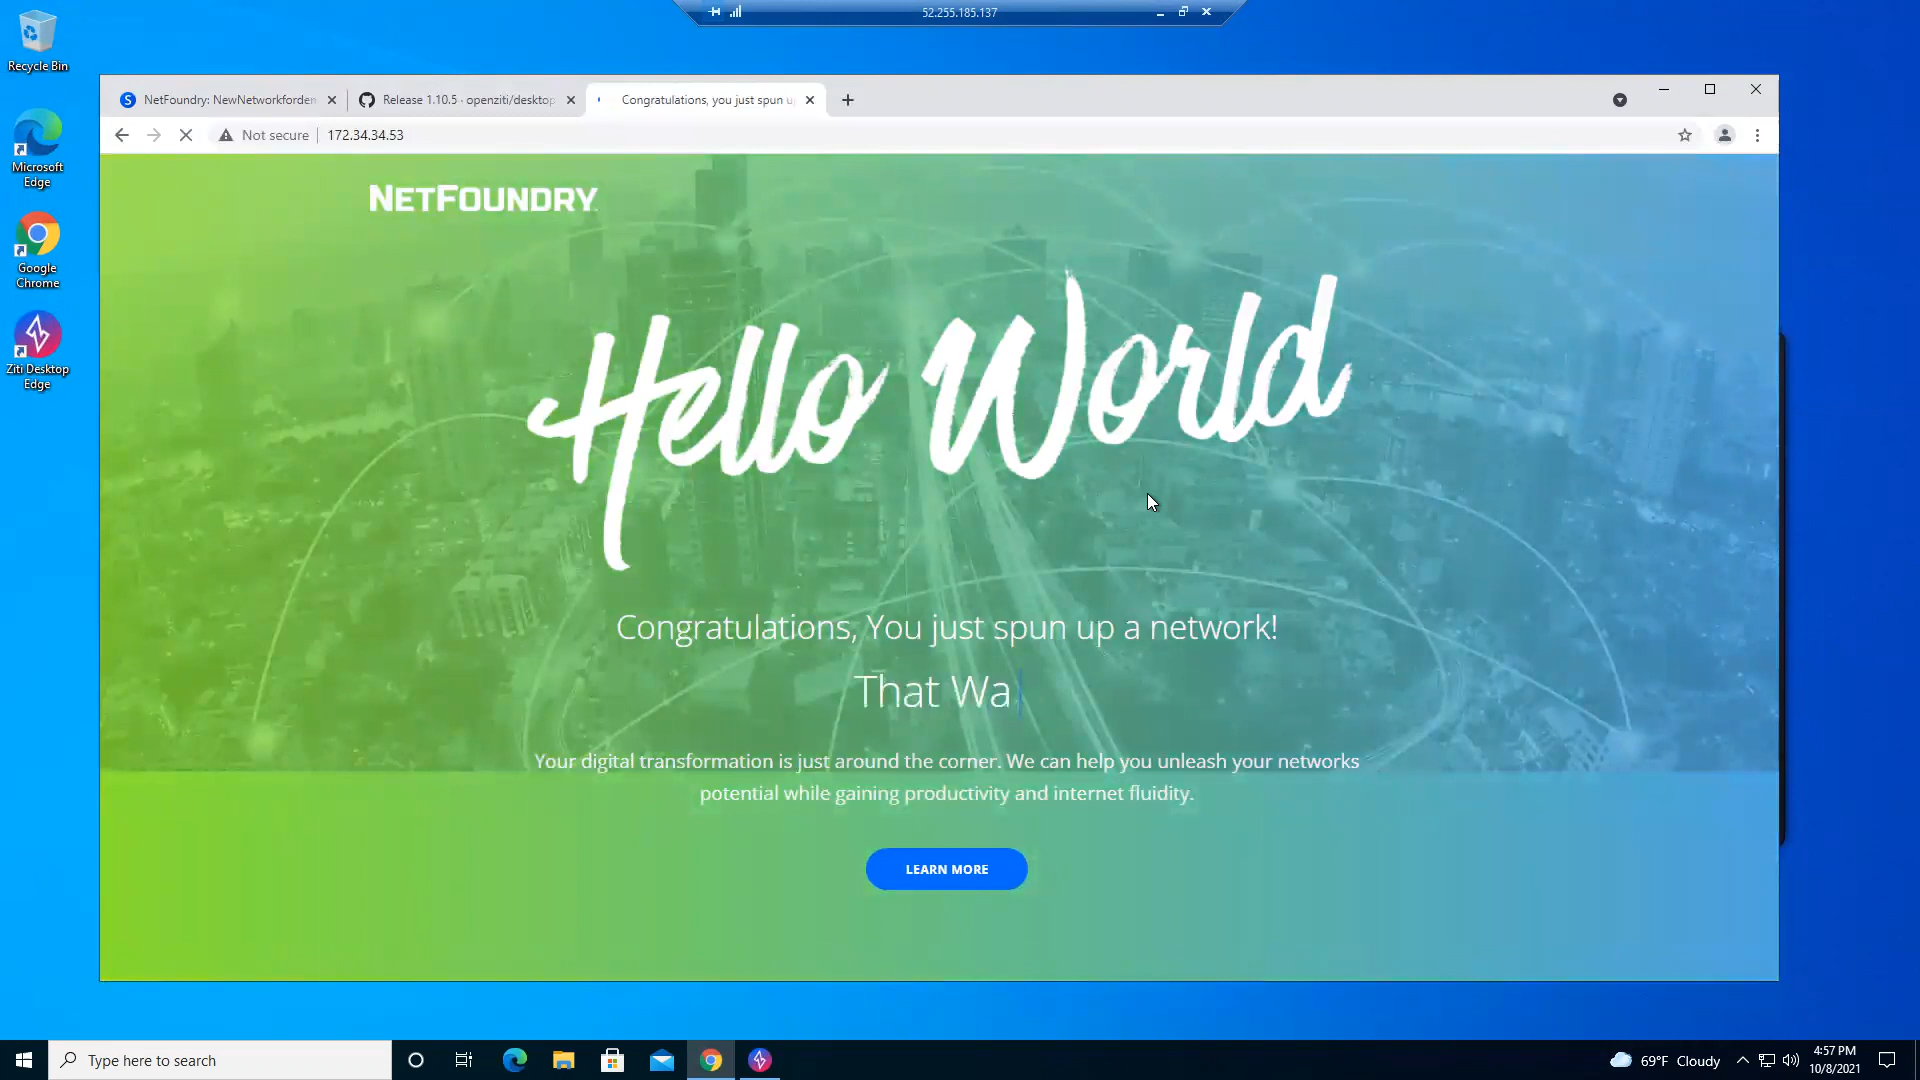 52.255.185.137
Recycle Bin
Microsoft
Edge
Google
Chrome
Ziti Desktop
Edge
NetFoundry: NewNetworkfordem
Release 1.10.5 · openziti/desktop
Congratulations, you just spun u
Not secure
172.34.34.53
NETFOUNDRY
Hello World
Congratulations, You just spun up a network!
That Wa
Your digital transformation is just around the corner. We can help you unleash your networks
potential while gaining productivity and internet fluidity.
LEARN MORE
Type here to search
69°F Cloudy
4:57 PM
10/8/2021